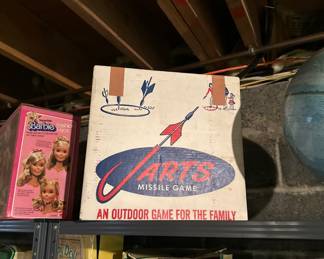 Barbie
JARTS
MISSILE GAME
AN OUTDOOR GAME FOR THE FAMILY